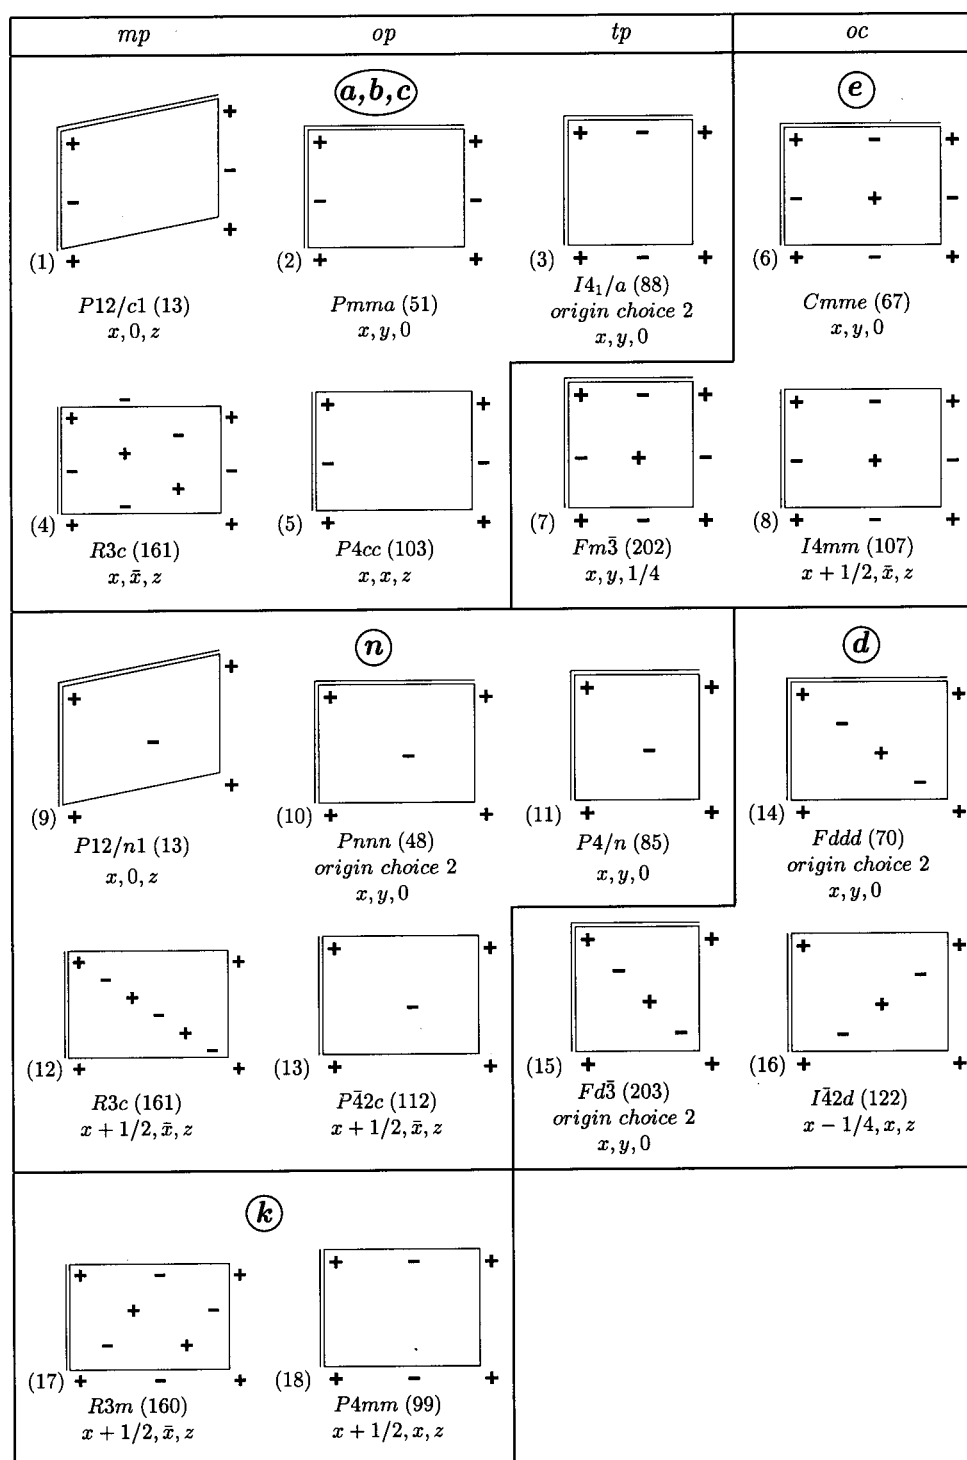 mp op tp oc
a,b,c e
+ + + + + - + + - +
- - - - - + -
(1) + + (2) + + (3) + - + (6) + - +
P12/c1 (13) Pmma (51) I4₁/a (88) Cmme (67)
x, 0, z x, y, 0 origin choice 2 x, y, 0
x, y, 0
- + + + + + - + + - +
- + - - - - - + - - + -
(4) + - + + (5) + + (7) + - + (8) + - +
R3c (161) P4cc (103) Fm3̄ (202) I4mm (107)
x, x̄, z x, x, z x, y, 1/4 x + 1/2, x̄, z
n d
+ + + + + + + +
- - - - + -
(9) + + (10) + + (11) + + (14) + +
P12/n1 (13) Pnnn (48) P4/n (85) Fddd (70)
x, 0, z origin choice 2 x, y, 0 origin choice 2
x, y, 0 x, y, 0
+ + + + + + + +
- + - + - - - + - - + -
(12) + + (13) + + (15) + + (16) + +
R3c (161) P4̄2c (112) Fd3̄ (203) I4̄2d (122)
x + 1/2, x̄, z x + 1/2, x̄, z origin choice 2 x − 1/4, x, z
x, y, 0
k
+ - + + - +
+ - - +
(17) + - + (18) + - +
R3m (160) P4mm (99)
x + 1/2, x̄, z x + 1/2, x, z